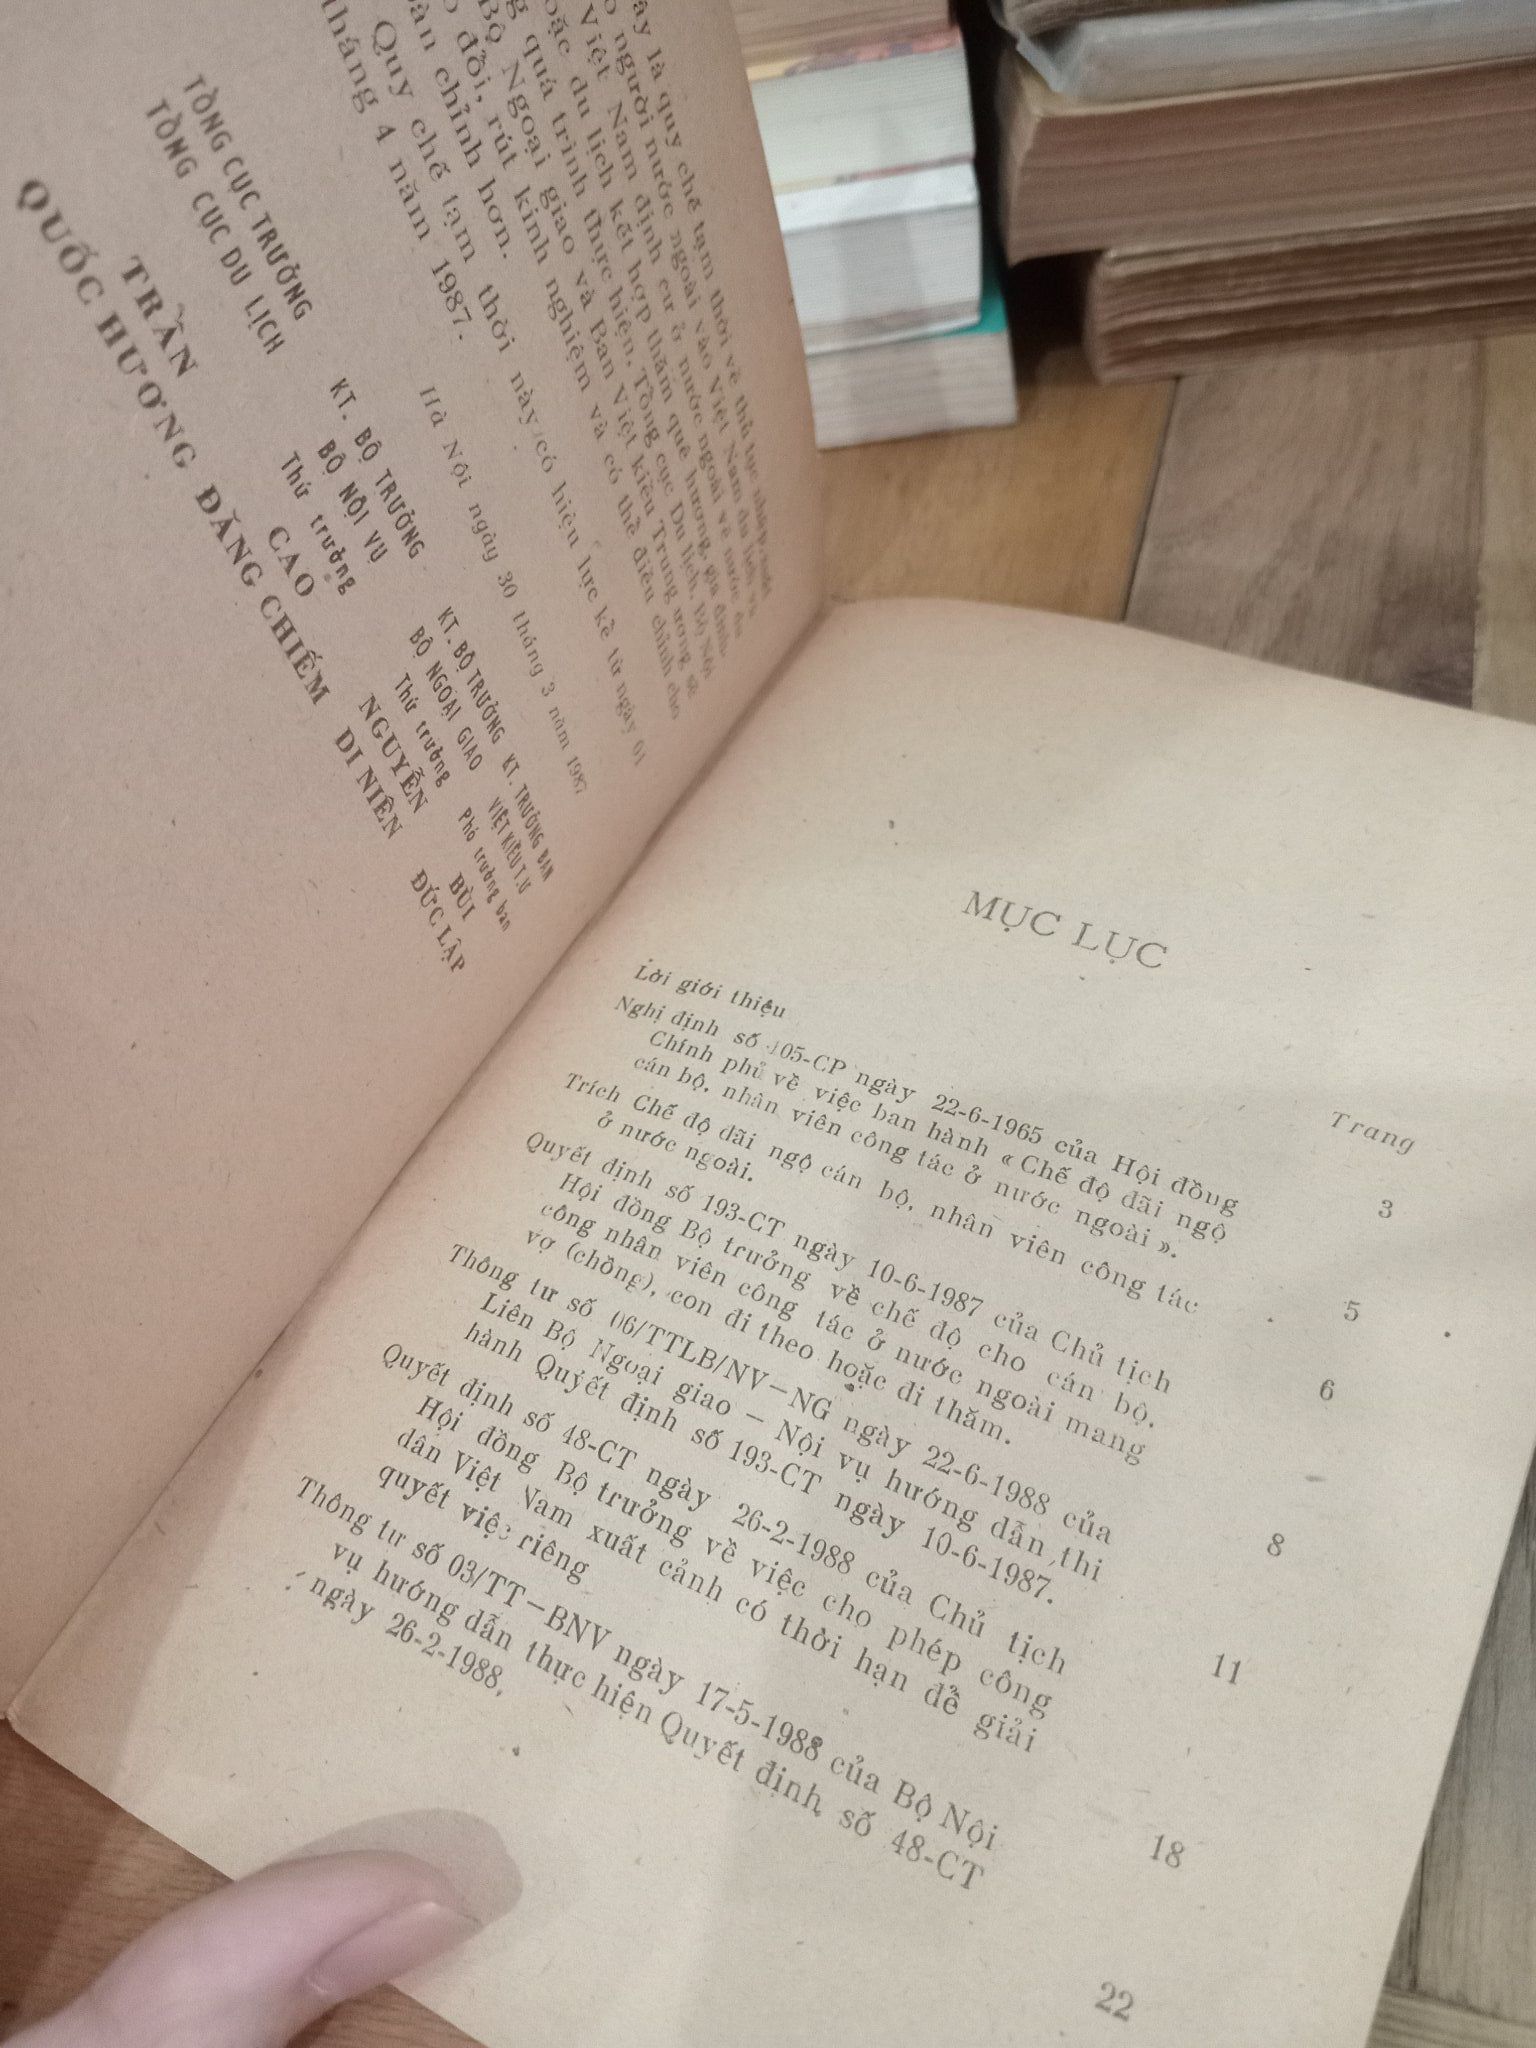 ây là quy chế tạm thời về thủ tục nhập, xuất
người nước ngoài vào Việt Nam du lịch và
Việt Nam định cư ở nước ngoài về nước
oặc du lịch kết hợp thăm quê hương, gia đình.
g quá trình thực hiện, Tổng cục Du lịch, Bộ Nội
Bộ Ngoại giao và Ban Việt kiều Trung ương sẽ
o đổi, rút kinh nghiệm và có thể điều chỉnh cho
àn chỉnh hơn.
Quy chế tạm thời này có hiệu lực kể từ ngày 01
tháng 4 năm 1987.
Hà Nội ngày 30 tháng 3 năm 1987
TỔNG CỤC TRƯỞNG
TỔNG CỤC DU LỊCH
TRẦN
QUỐC HƯƠNG
KT. BỘ TRƯỞNG
BỘ NỘI VỤ
Thứ trưởng
CAO
ĐĂNG CHIẾM
KT. BỘ TRƯỞNG
BỘ NGOẠI GIAO
Thứ trưởng
NGUYỄN
DI NIÊN
KT. TRƯỞNG BAN
VIỆT KIỀU T.Ư
Phó trưởng ban
BÙI
ĐỨC LẬP
MỤC LỤC
Trang
Lời giới thiệu 3
Nghị định số 105-CP ngày 22-6-1965 của Hội đồng
Chính phủ về việc ban hành « Chế độ đãi ngộ
cán bộ, nhân viên công tác ở nước ngoài ». 5
Trích Chế độ đãi ngộ cán bộ, nhân viên công tác
ở nước ngoài. 6
Quyết định số 193-CT ngày 10-6-1987 của Chủ tịch
Hội đồng Bộ trưởng về chế độ cho cán bộ,
công nhân viên công tác ở nước ngoài mang
vợ (chồng), con đi theo hoặc đi thăm. 8
Thông tư số 06/TTLB/NV—NG ngày 22-6-1988 của
Liên Bộ Ngoại giao — Nội vụ hướng dẫn thi
hành Quyết định số 193-CT ngày 10-6-1987. 11
Quyết định số 48-CT ngày 26-2-1988 của Chủ tịch
Hội đồng Bộ trưởng về việc cho phép công
dân Việt Nam xuất cảnh có thời hạn để giải
quyết việc riêng 18
Thông tư số 03/TT—BNV ngày 17-5-1988 của Bộ Nội
vụ hướng dẫn thực hiện Quyết định số 48-CT
ngày 26-2-1988. 22